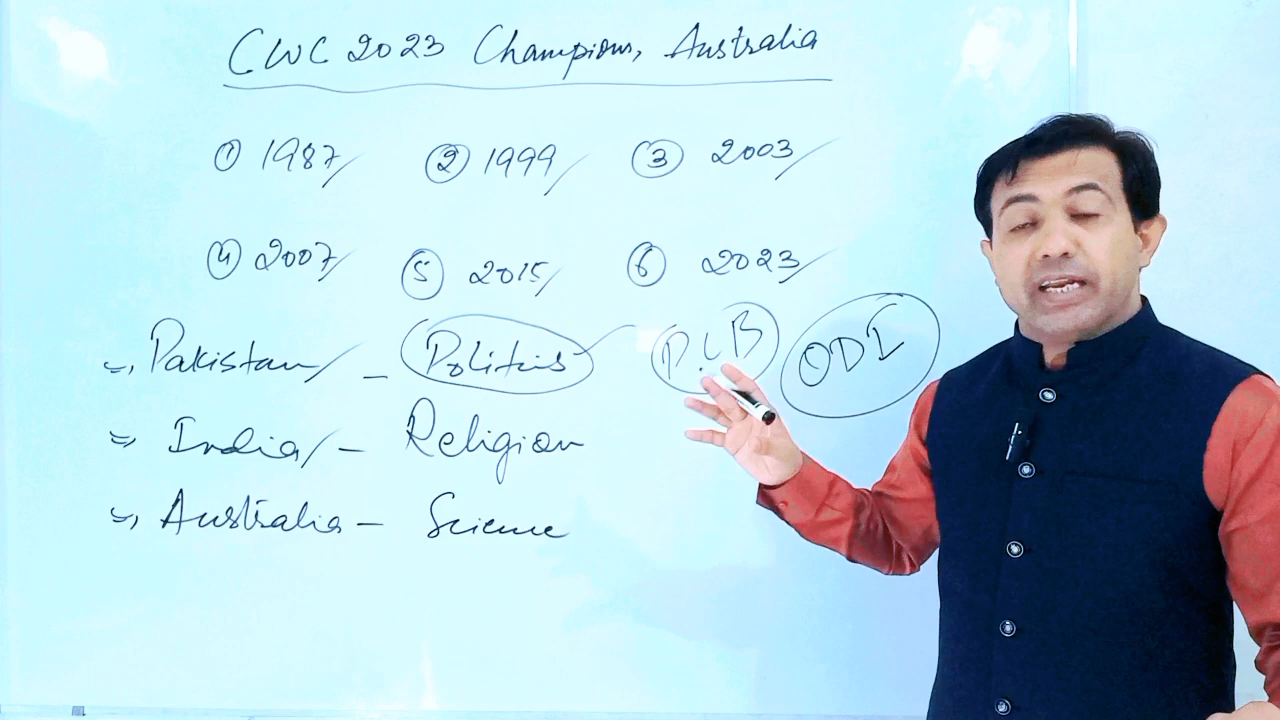 CWC 2023 Champions, Australia
① 1987/ ② 1999/ ③ 2003/
④ 2007/ ⑤ 2015/ ⑥ 2023/
Pakistan/ - Politics P.C.B ODI
India/ - Religion
Australia - Science